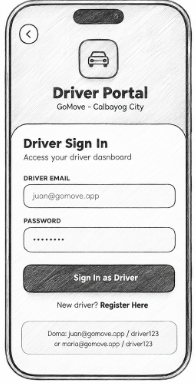 Driver Portal
GoMove - Calbayog City
Driver Sign In
Access your driver dasnboard
DRIVER EMAIL
juan@gomove.app
PASSWORD
••••••••
Sign In as Driver
New driver? Register Here
Doma: juan@gomove.app / driver123
or maria@gomove.app / driver123